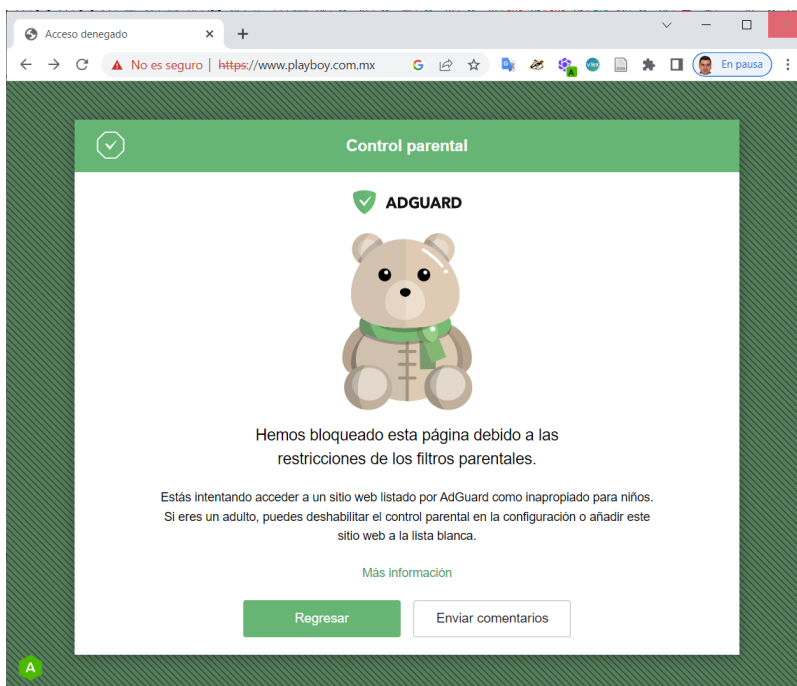 Acceso denegado
No es seguro | https://www.playboy.com.mx
vlex
En pausa
Control parental
ADGUARD
Hemos bloqueado esta página debido a las
restricciones de los filtros parentales.
Estás intentando acceder a un sitio web listado por AdGuard como inapropiado para niños.
Si eres un adulto, puedes deshabilitar el control parental en la configuración o añadir este
sitio web a la lista blanca.
Más información
Regresar
Enviar comentarios
A